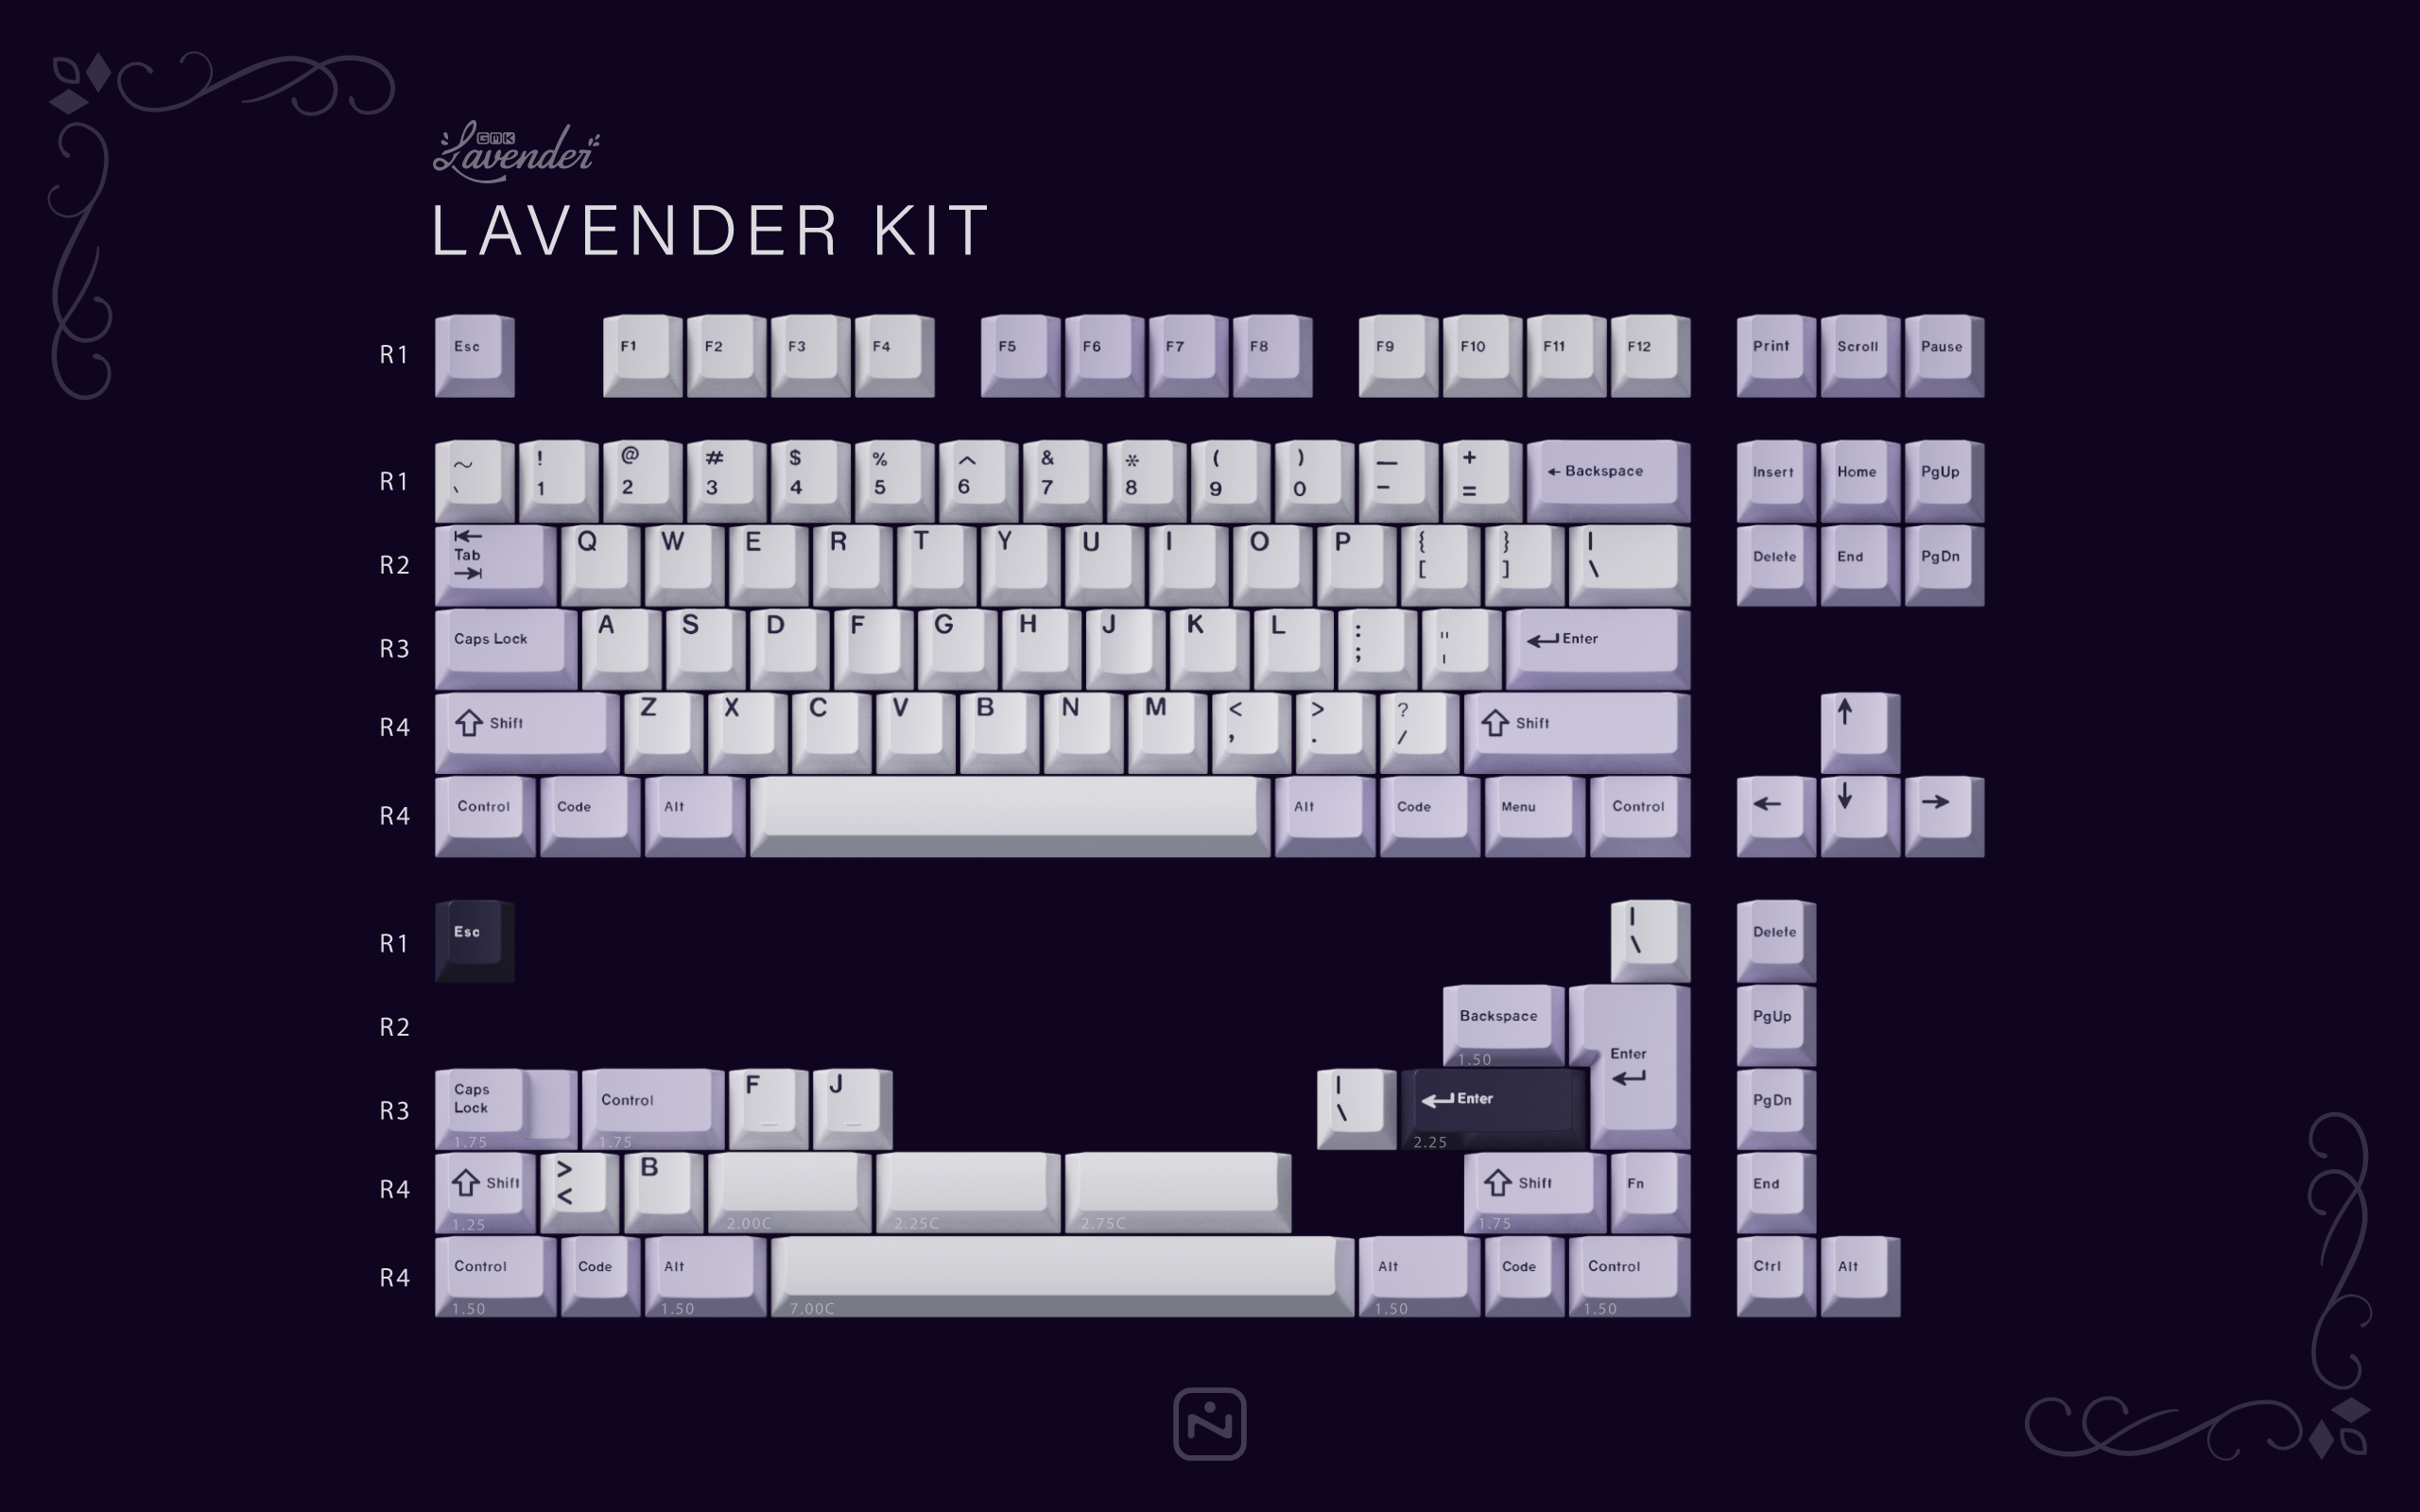 GMK
Lavender
LAVENDER KIT
R1 Esc F1 F2 F3 F4 F5 F6 F7 F8 F9 F10 F11 F12 Print Scroll Pause
~ ! @ # $ % ^ & * ( ) _ +
R1 ` 1 2 3 4 5 6 7 8 9 0 - = ← Backspace Insert Home PgUp
R2 Tab Q W E R T Y U I O P { [ } ] | \ Delete End PgDn
R3 Caps Lock A S D F G H J K L : ; " ' Enter
R4 Shift Z X C V B N M < , > . ? / Shift ↑
R4 Control Code Alt Alt Code Menu Control ← ↓ →
R1 Esc | \ Delete
R2 Backspace 1.50 Enter PgUp
R3 Caps Lock 1.75 Control 1.75 F J | \ Enter 2.25 PgDn
R4 Shift 1.25 > < B 2.00C 2.25C 2.75C Shift 1.75 Fn End
R4 Control 1.50 Code Alt 1.50 7.00C Alt 1.50 Code Control 1.50 Ctrl Alt